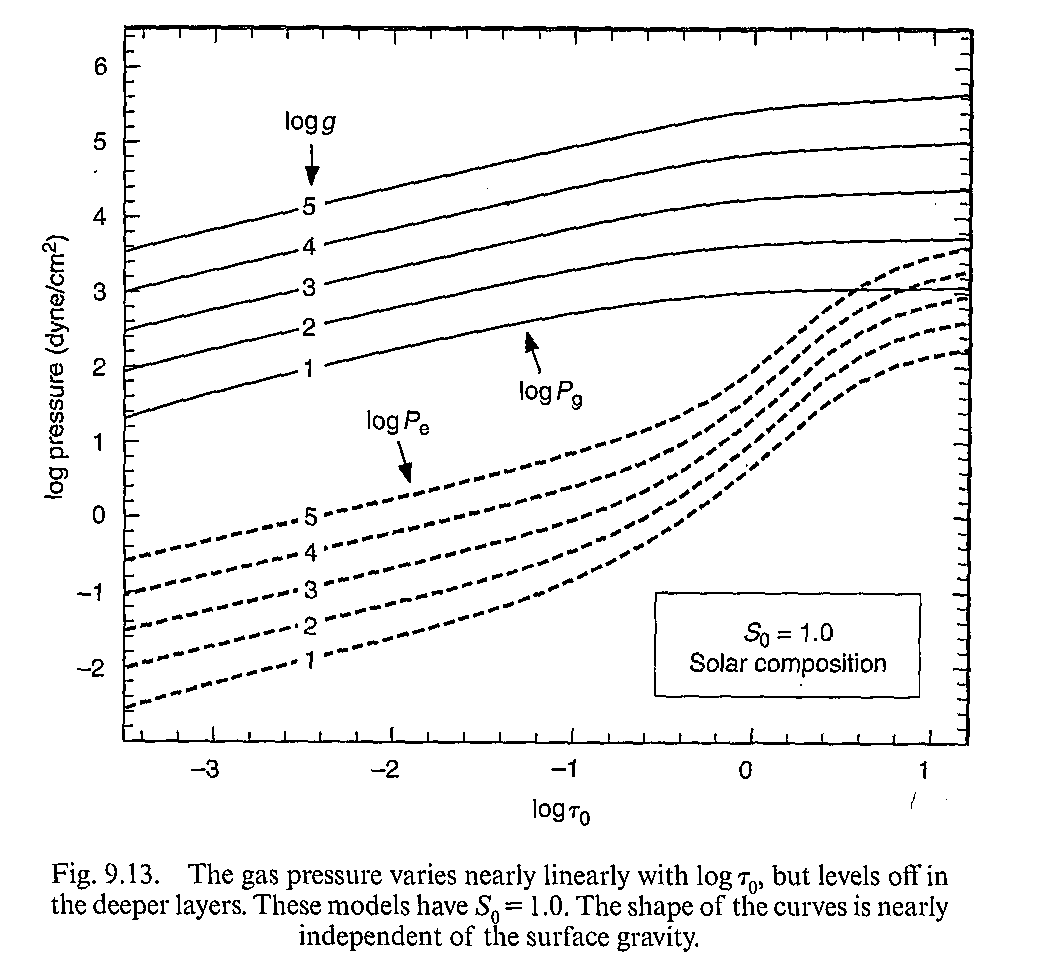 6
5
4
3
2
1
0
−1
−2
log pressure (dyne/cm²)
log g
5
4
3
2
1
log P_g
log P_e
5
4
3
2
1
S₀ = 1.0
Solar composition
−3 −2 −1 0 1
log τ₀
Fig. 9.13. The gas pressure varies nearly linearly with log τ₀, but levels off in
the deeper layers. These models have S₀ = 1.0. The shape of the curves is nearly
independent of the surface gravity.